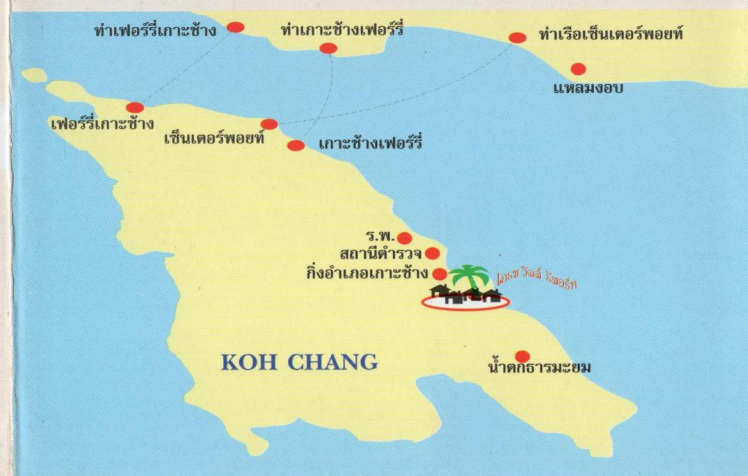 ท่าเฟอร์รี่เกาะช้าง
ท่าเกาะช้างเฟอร์รี่
ท่าเรือเซ็นเตอร์พอยท์
แหลมงอบ
เฟอร์รี่เกาะช้าง
เซ็นเตอร์พอยท์
เกาะช้างเฟอร์รี่
ร.พ.
สถานีตำรวจ
กิ่งอำเภอเกาะช้าง
รีสอร์ท
KOH CHANG
น้ำตกธารมะยม